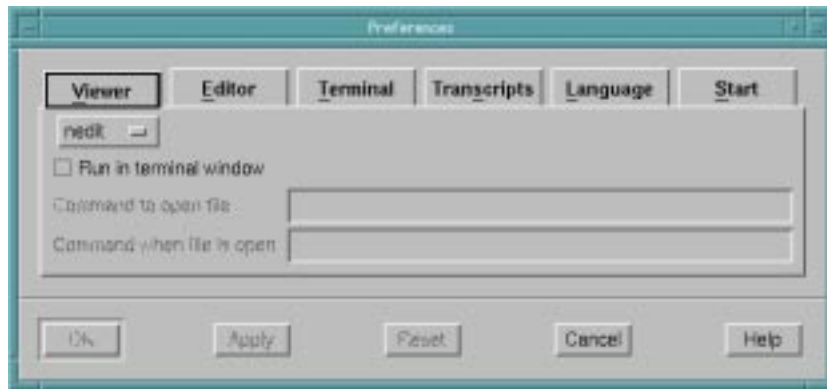 Preferences
Viewer Editor Terminal Transcripts Language Start
nedit
Run in terminal window
Command to open file
Command when file is open
OK Apply Reset Cancel Help